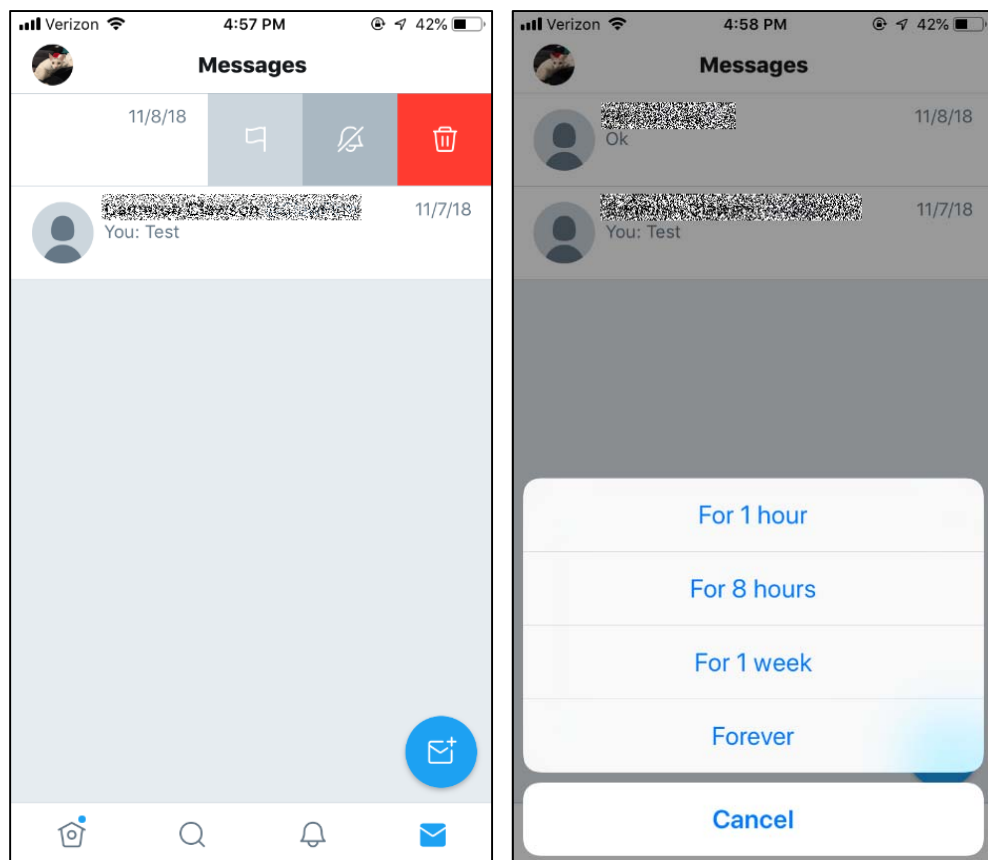 Verizon 4:57 PM 42%
Messages
11/8/18
11/7/18
You: Test
Verizon 4:58 PM 42%
Messages
11/8/18
Ok
11/7/18
You: Test
For 1 hour
For 8 hours
For 1 week
Forever
Cancel